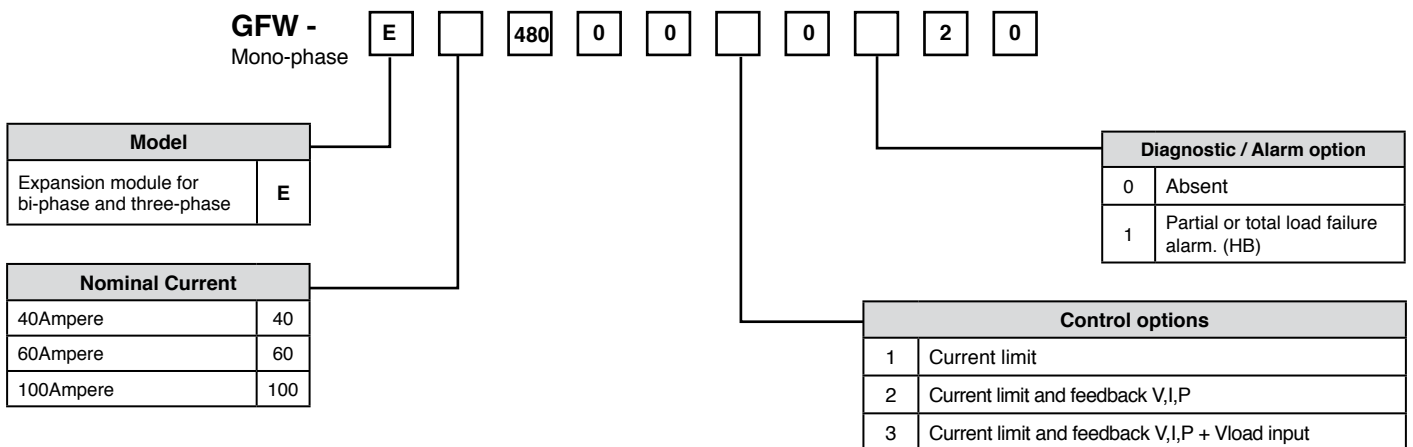 GFW - E 480 0 0 0 2 0
Mono-phase
Model
Expansion module for
bi-phase and three-phase E
Nominal Current
40Ampere 40
60Ampere 60
100Ampere 100
Diagnostic / Alarm option
0 Absent
1 Partial or total load failure
alarm. (HB)
Control options
1 Current limit
2 Current limit and feedback V,I,P
3 Current limit and feedback V,I,P + Vload input